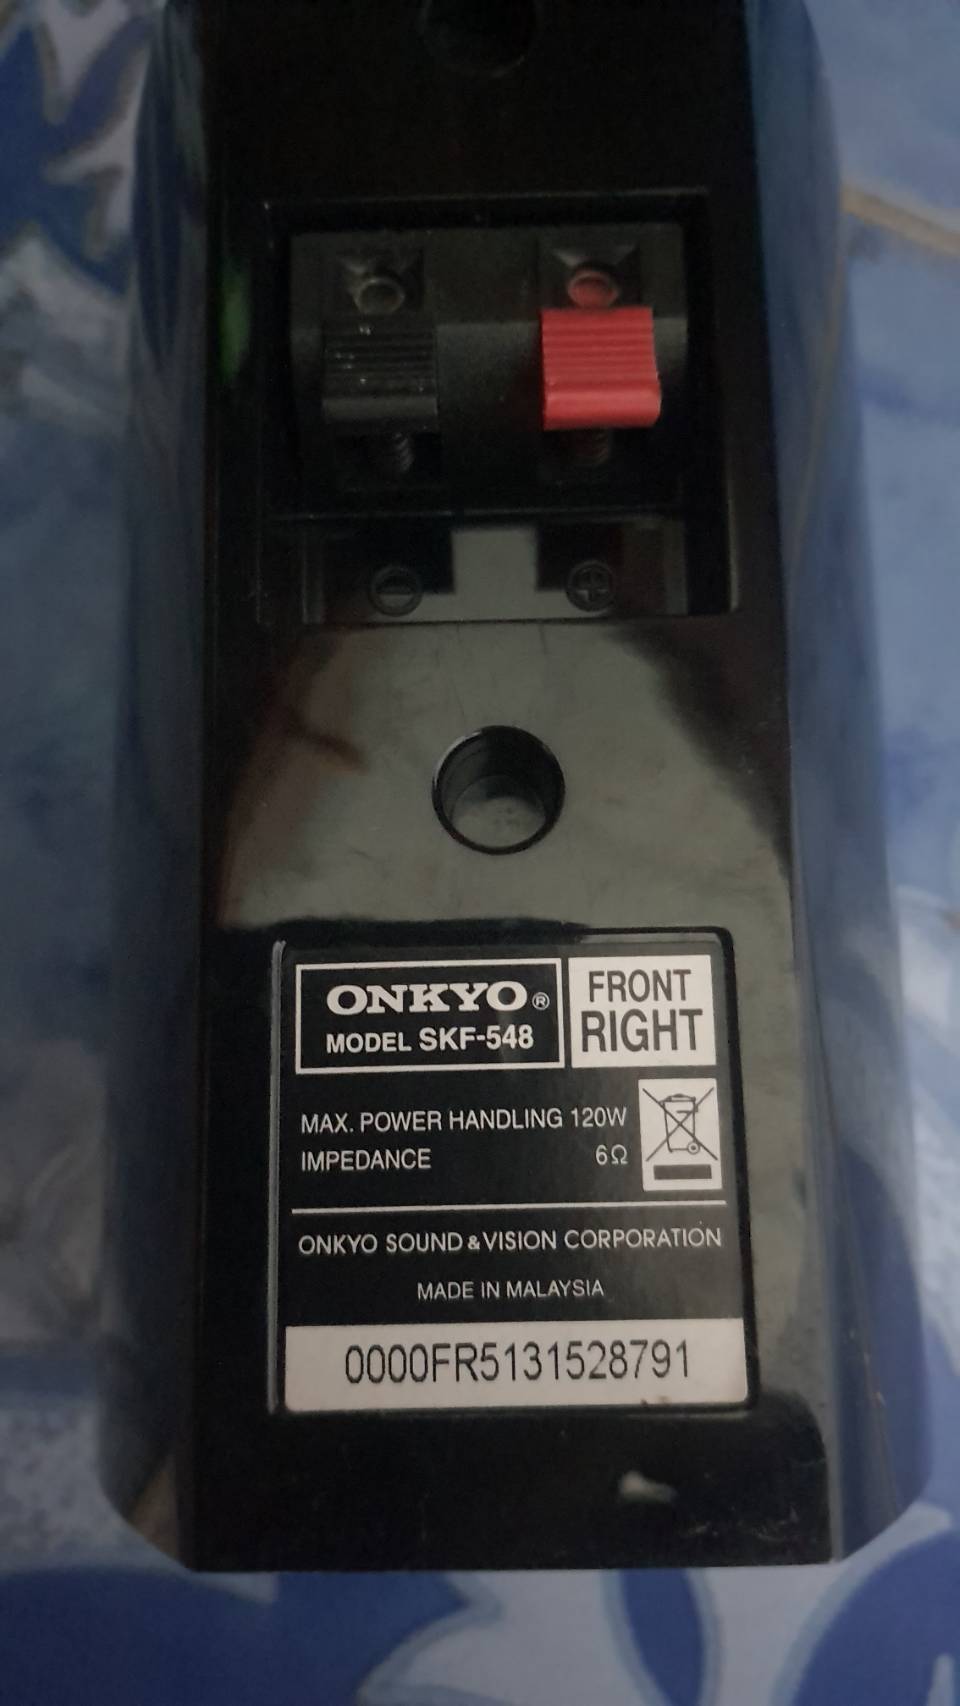 ONKYO®
MODEL SKF-548
FRONT
RIGHT
MAX. POWER HANDLING 120W
IMPEDANCE 6Ω
ONKYO SOUND & VISION CORPORATION
MADE IN MALAYSIA
0000FR5131528791